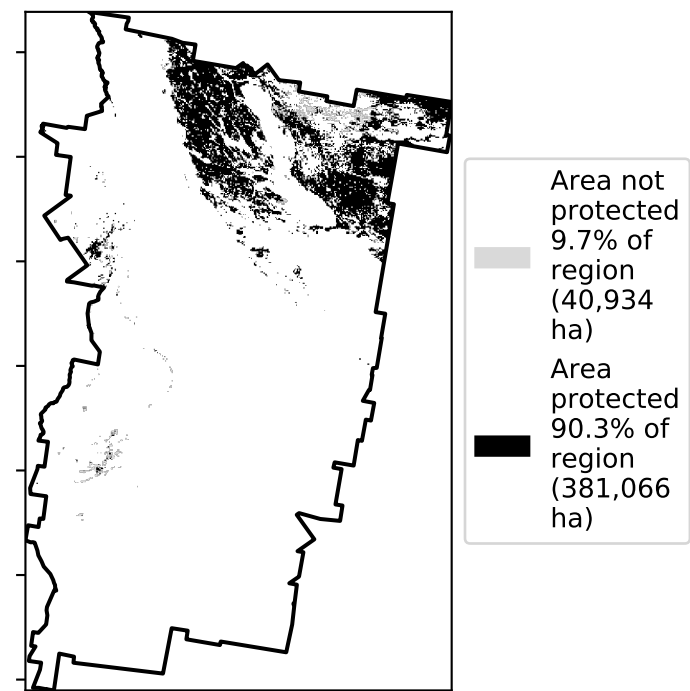 Area not
protected
9.7% of
region
(40,934
ha)
Area
protected
90.3% of
region
(381,066
ha)